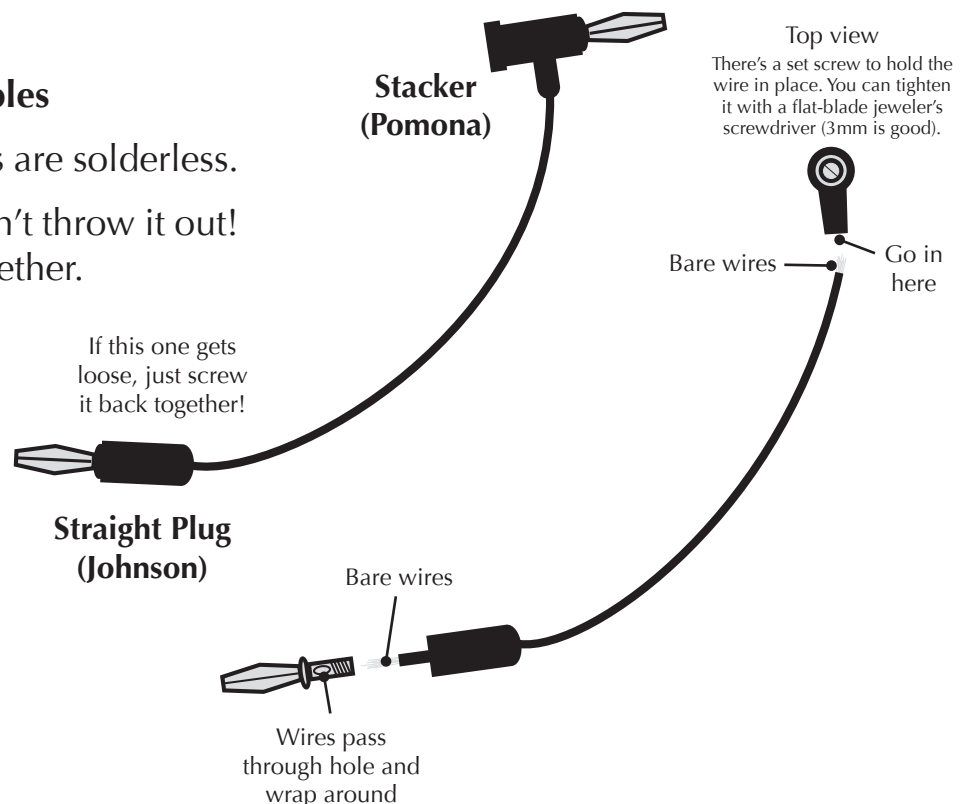 Stacker
(Pomona)
Top view
There's a set screw to hold the
wire in place. You can tighten
it with a flat-blade jeweler's
screwdriver (3mm is good).
are solderless.
throw it out!
Bare wires
Go in
here
If this one gets
loose, just screw
it back together!
Straight Plug
(Johnson)
Bare wires
Wires pass
through hole and
wrap around